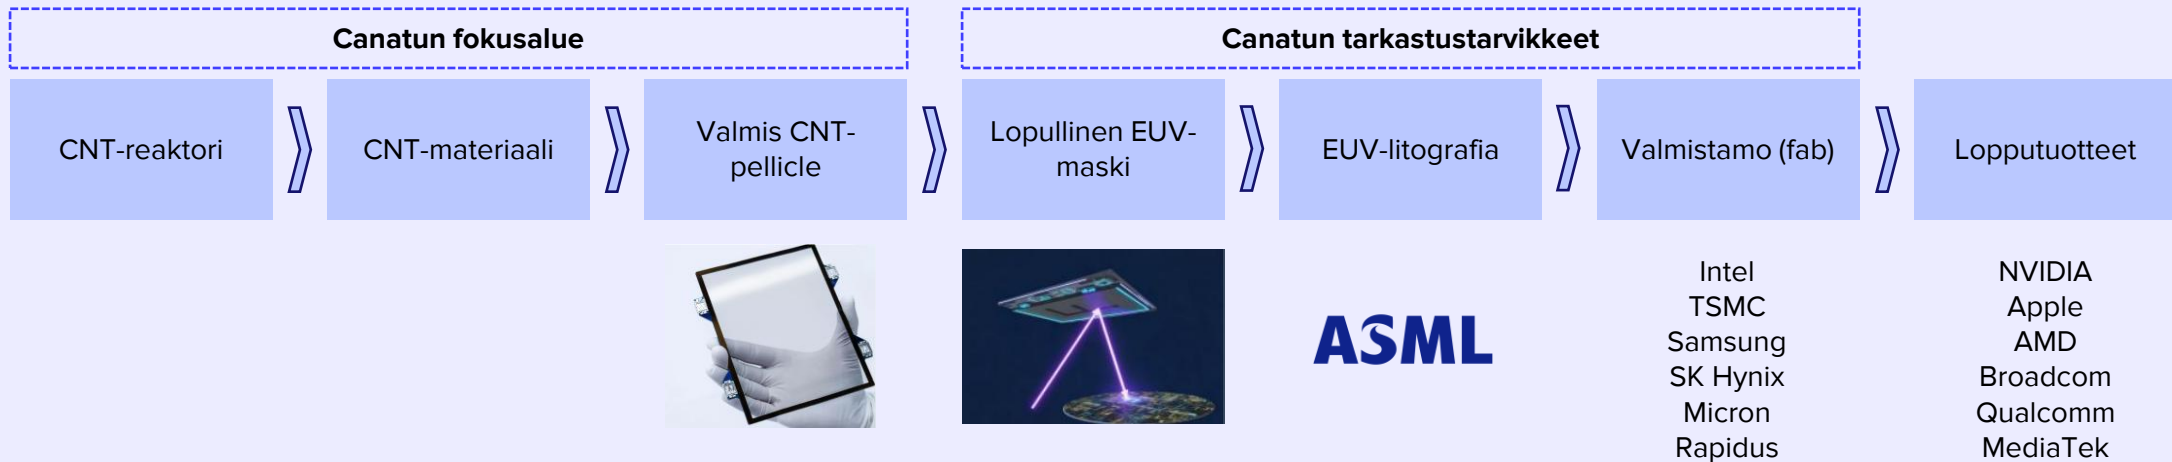 Canatun fokusalue
Canatun tarkastustarvikkeet
CNT-reaktori
CNT-materiaali
Valmis CNT-
pellicle
Lopullinen EUV-
maski
EUV-litografia
Valmistamo (fab)
Lopputuotteet
ASML
Intel
TSMC
Samsung
SK Hynix
Micron
Rapidus
NVIDIA
Apple
AMD
Broadcom
Qualcomm
MediaTek